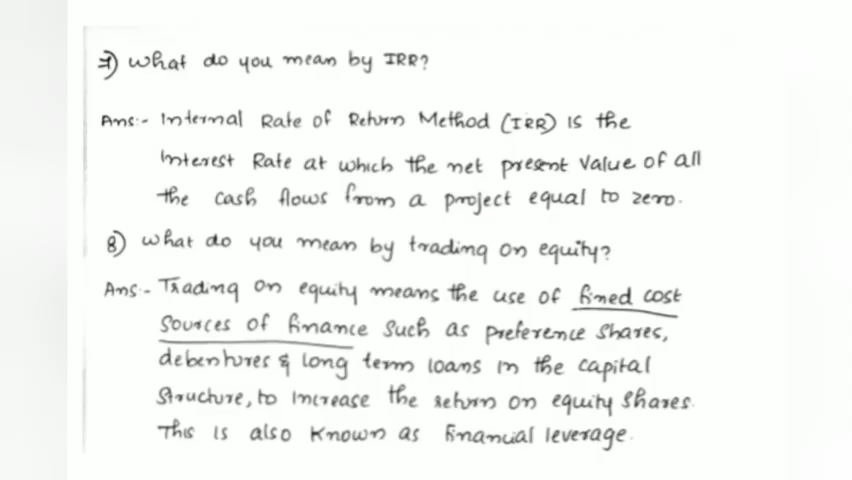 7) What do you mean by IRR?
Ans:- Internal Rate of Return Method (IRR) is the
Interest Rate at which the net present value of all
the cash flows from a project equal to zero.
8) What do you mean by trading on equity?
Ans:- Trading on equity means the use of fined cost
Sources of finance such as preference shares,
debentures & long term loans in the capital
structure, to increase the return on equity shares.
This is also known as financial leverage.